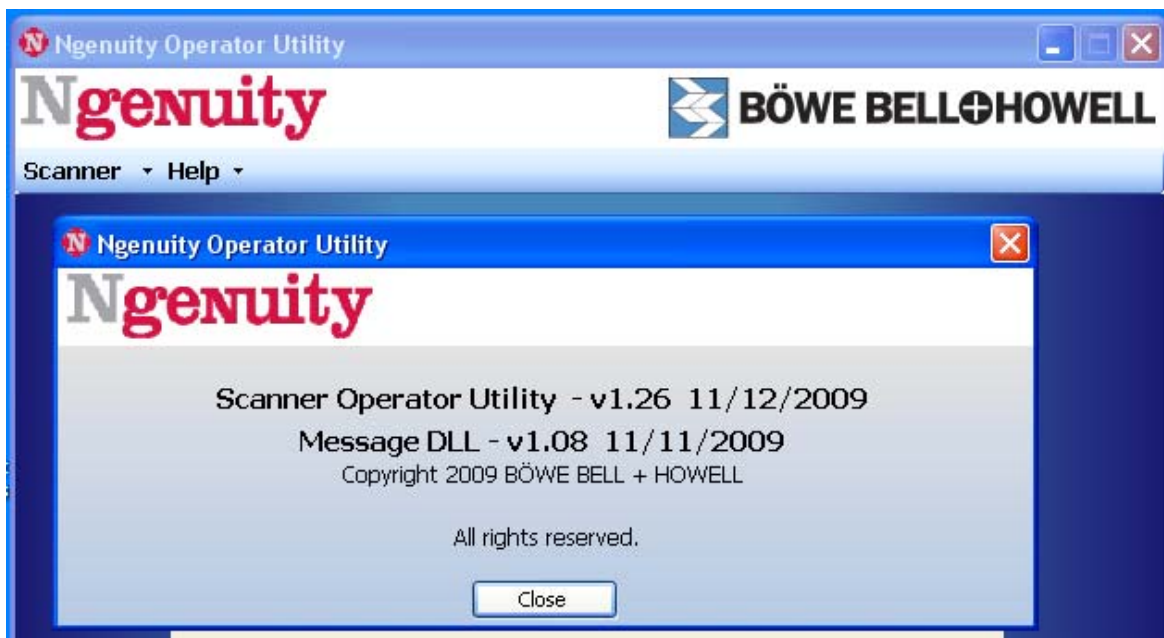 Ngenuity Operator Utility
Ngenuity BÖWE BELL+HOWELL
Scanner Help
Ngenuity Operator Utility
Ngenuity
Scanner Operator Utility - v1.26 11/12/2009
Message DLL - v1.08 11/11/2009
Copyright 2009 BÖWE BELL + HOWELL
All rights reserved.
Close